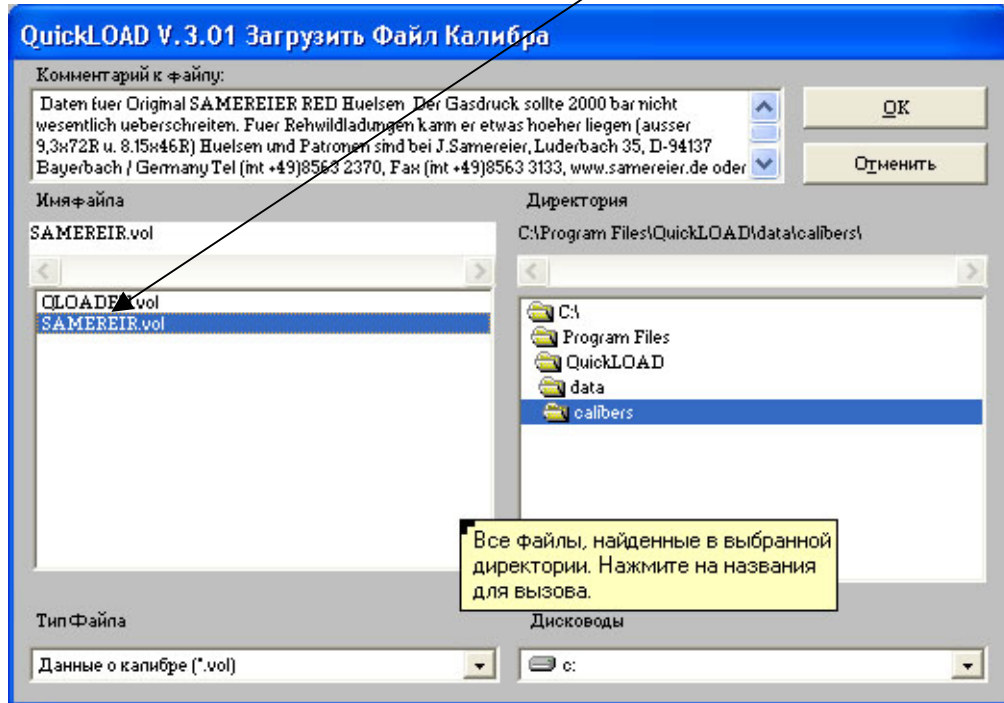 QuickLOAD V.3.01 Загрузить Файл Калибра
Комментарий к файлу:
Daten fuer Original SAMEREIER RED Huelsen Der Gasdruck sollte 2000 bar nicht
wesentlich ueberschreiten. Fuer Rehwildladungen kann er etwas hoeher liegen (ausser
9,3x72R u. 8.15x46R) Huelsen und Patronen sind bei J.Samereier, Luderbach 35, D-94137
Bayerbach / Germany Tel (int +49)8563 2370, Fax (int +49)8563 3133, www.samereier.de oder
OK
Отменить
Имя файла
SAMEREIR.vol
Директория
C:\Program Files\QuickLOAD\data\calibers\
SAMEREIR.vol
C:\
Program Files
QuickLOAD
data
calibers
Все файлы, найденные в выбранной
директории. Нажмите на названия
для вызова.
Тип Файла
Данные о калибре (*.vol)
Дисководы
c: